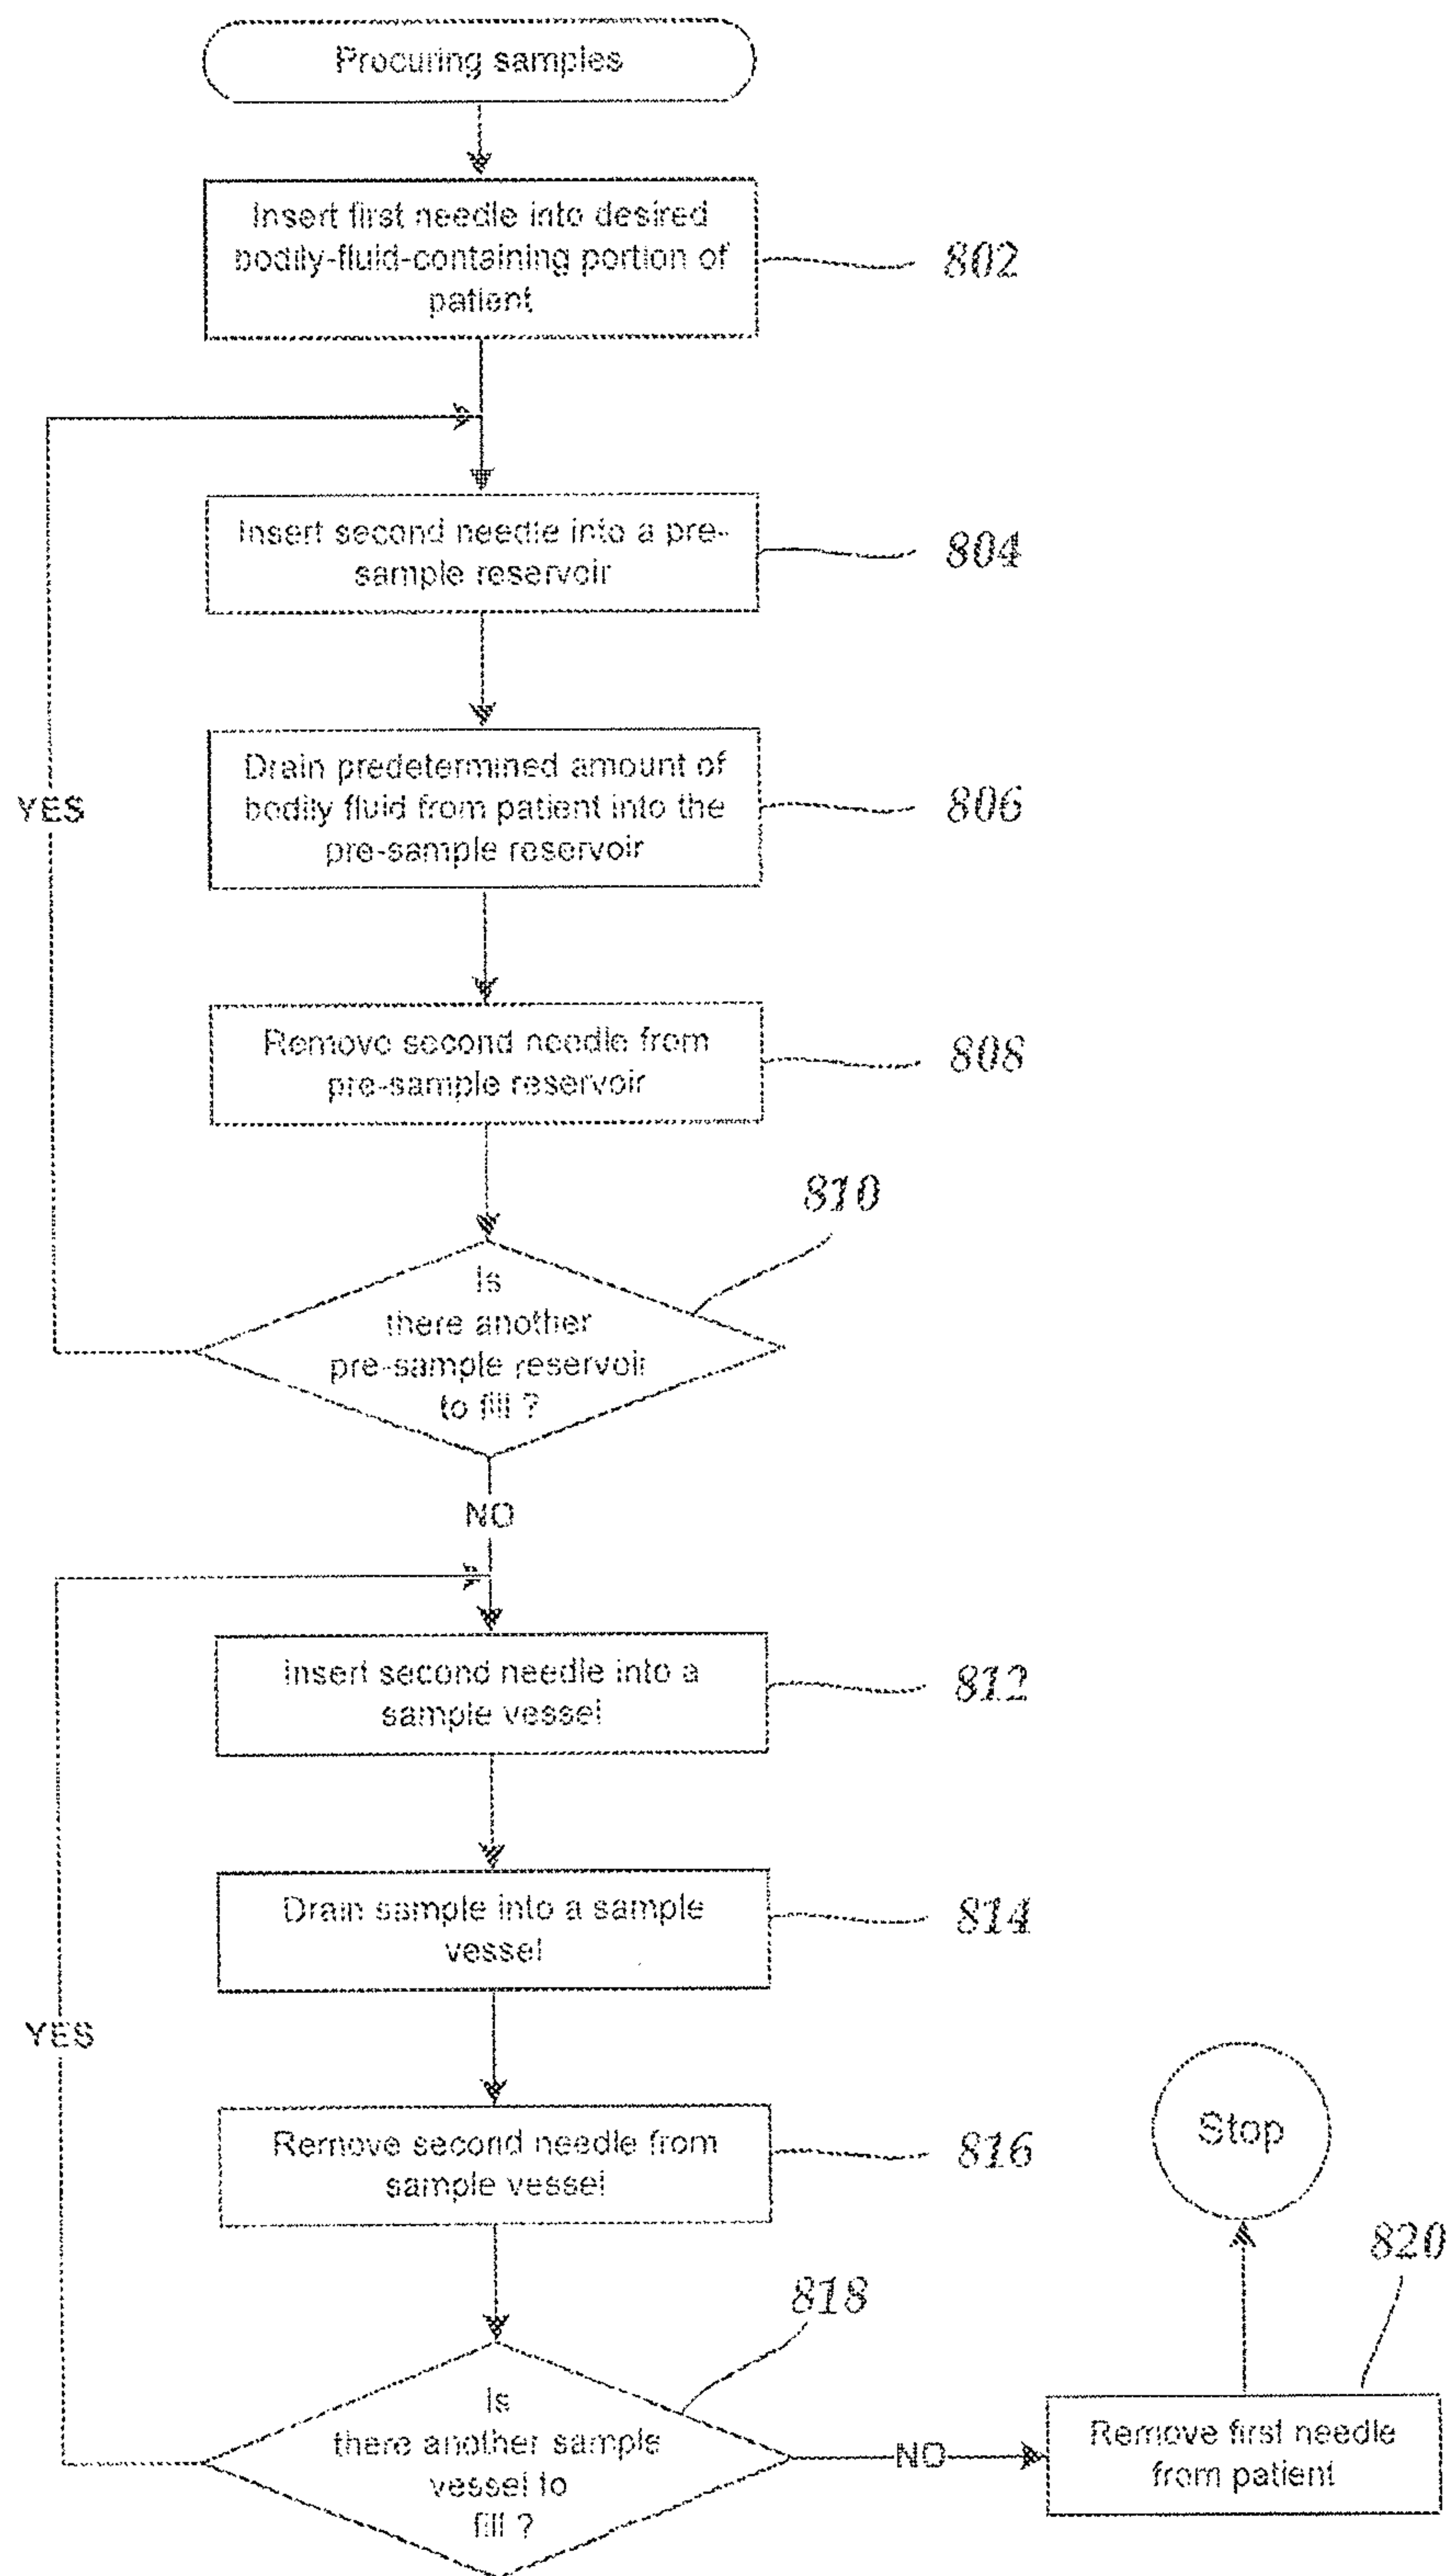 Procuring samples
Insert first needle into desired
bodily-fluid-containing portion of
patient
802
Insert second needle into a pre-
sample reservoir
804
Drain predetermined amount of
bodily fluid from patient into the
pre-sample reservoir
806
YES
Remove second needle from
pre-sample reservoir
808
810
Is
there another
pre-sample reservoir
to fill ?
NO
Insert second needle into a
sample vessel
812
Drain sample into a sample
vessel
814
YES
Remove second needle from
sample vessel
816
Stop
818
820
Is
there another sample
vessel to
fill ?
NO
Remove first needle
from patient